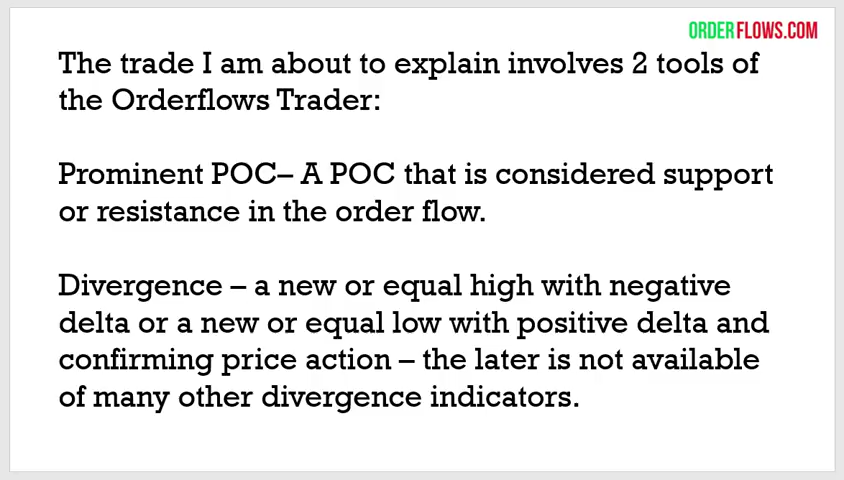 ORDERFLOWS.COM
The trade I am about to explain involves 2 tools of
the Orderflows Trader:
Prominent POC– A POC that is considered support
or resistance in the order flow.
Divergence – a new or equal high with negative
delta or a new or equal low with positive delta and
confirming price action – the later is not available
of many other divergence indicators.